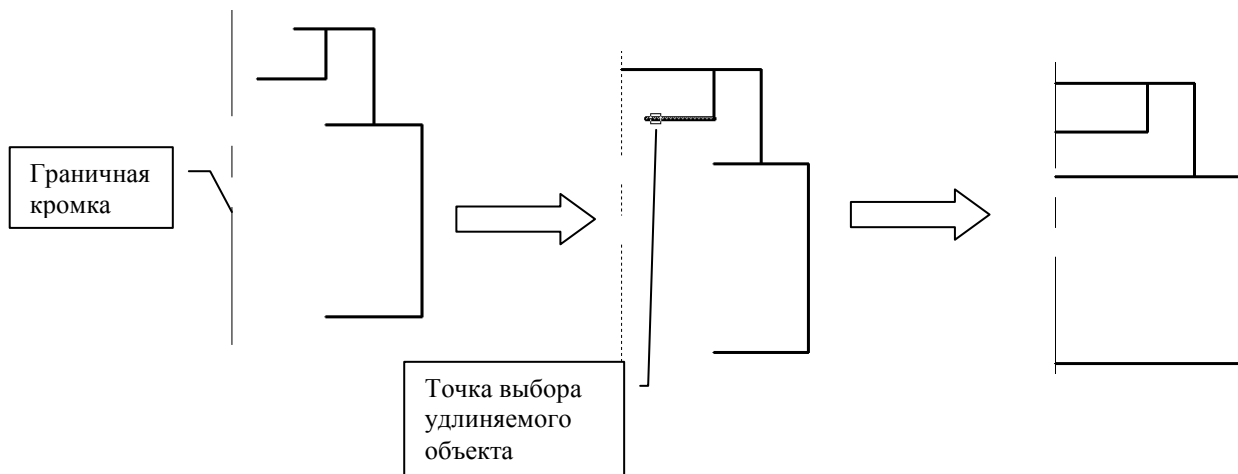 Граничная
кромка
Точка выбора
удлиняемого
объекта